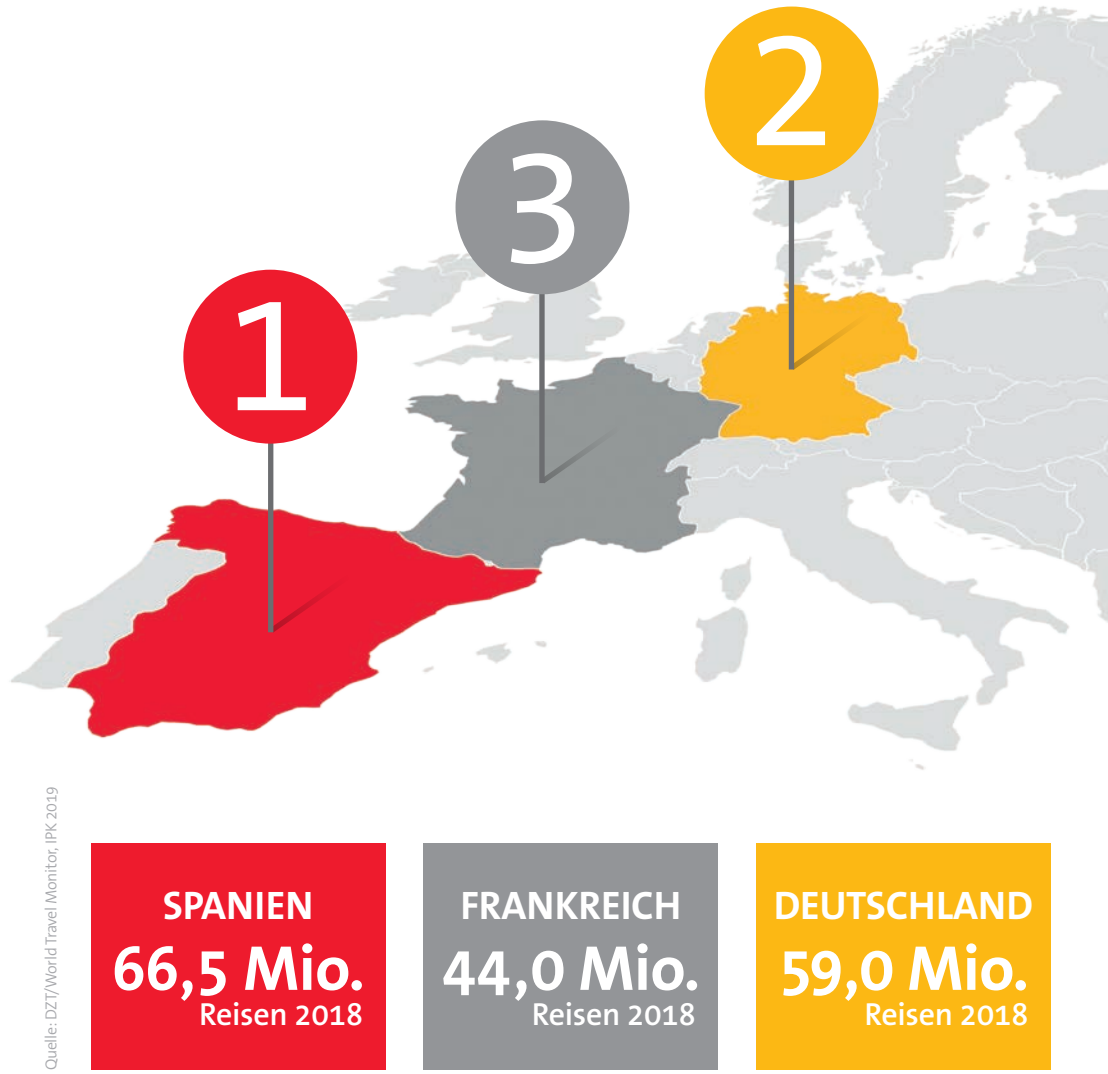 2
3
1
SPANIEN
66,5 Mio.
Reisen 2018
FRANKREICH
44,0 Mio.
Reisen 2018
DEUTSCHLAND
59,0 Mio.
Reisen 2018
Quelle: DZT/World Travel Monitor, IPK 2019